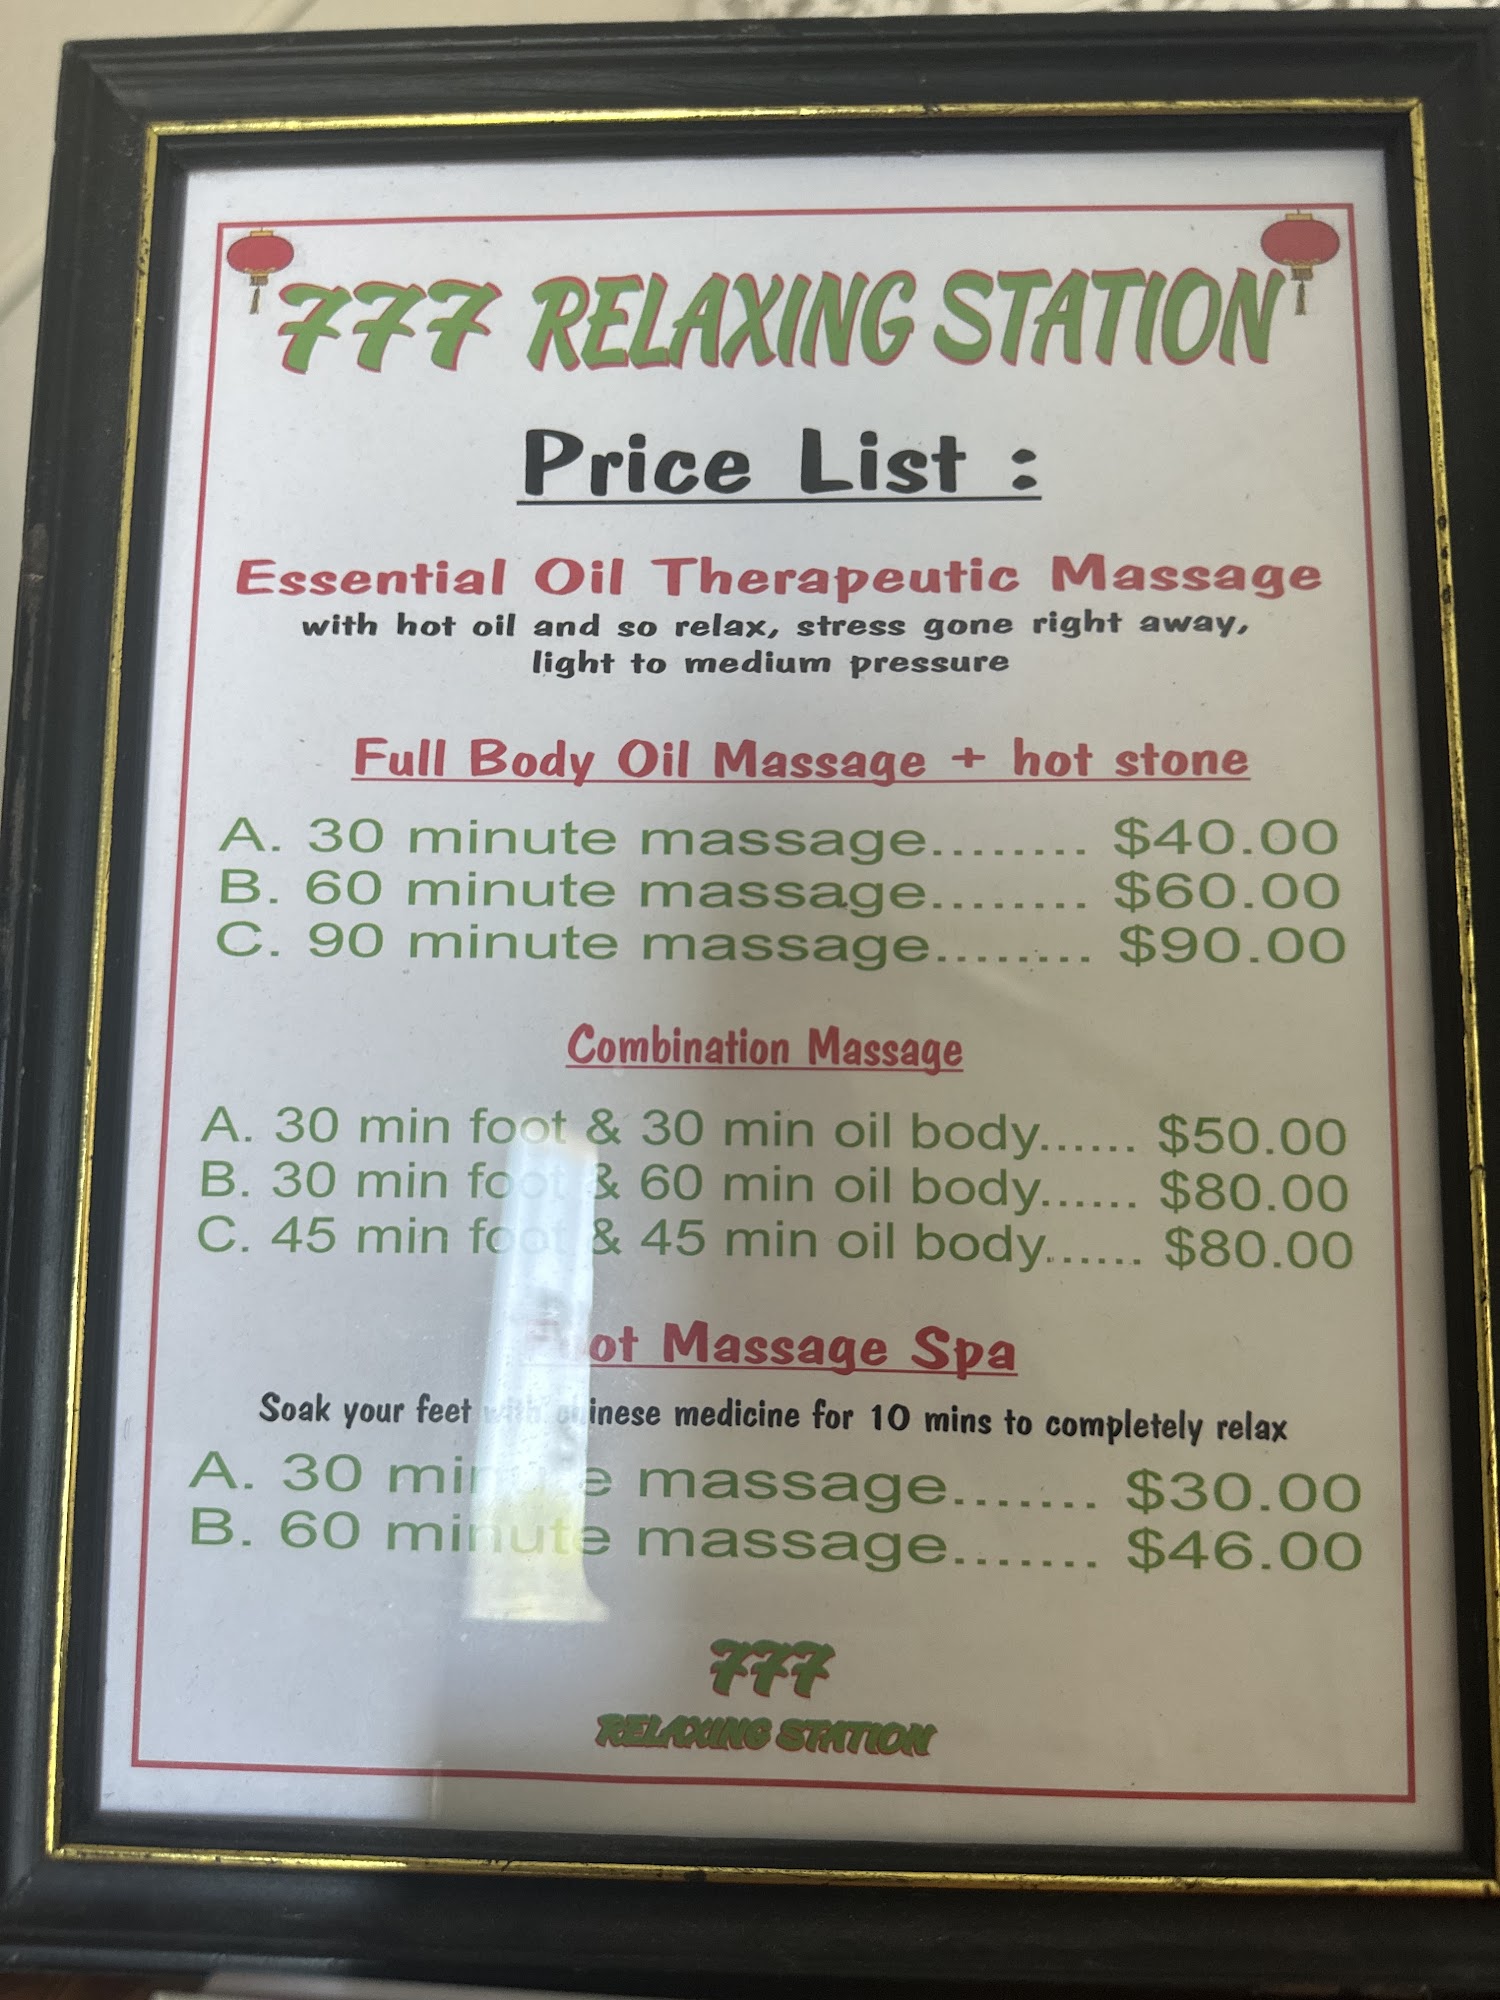 777 RELAXING STATION
Price List :
Essential Oil Therapeutic Massage
with hot oil and so relax, stress gone right away,
light to medium pressure
Full Body Oil Massage + hot stone
A. 30 minute massage........ $40.00
B. 60 minute massage........ $60.00
C. 90 minute massage........ $90.00
Combination Massage
A. 30 min foot & 30 min oil body...... $50.00
B. 30 min foot & 60 min oil body...... $80.00
C. 45 min foot & 45 min oil body...... $80.00
Foot Massage Spa
Soak your feet with chinese medicine for 10 mins to completely relax
A. 30 minute massage....... $30.00
B. 60 minute massage....... $46.00
777
RELAXING STATION